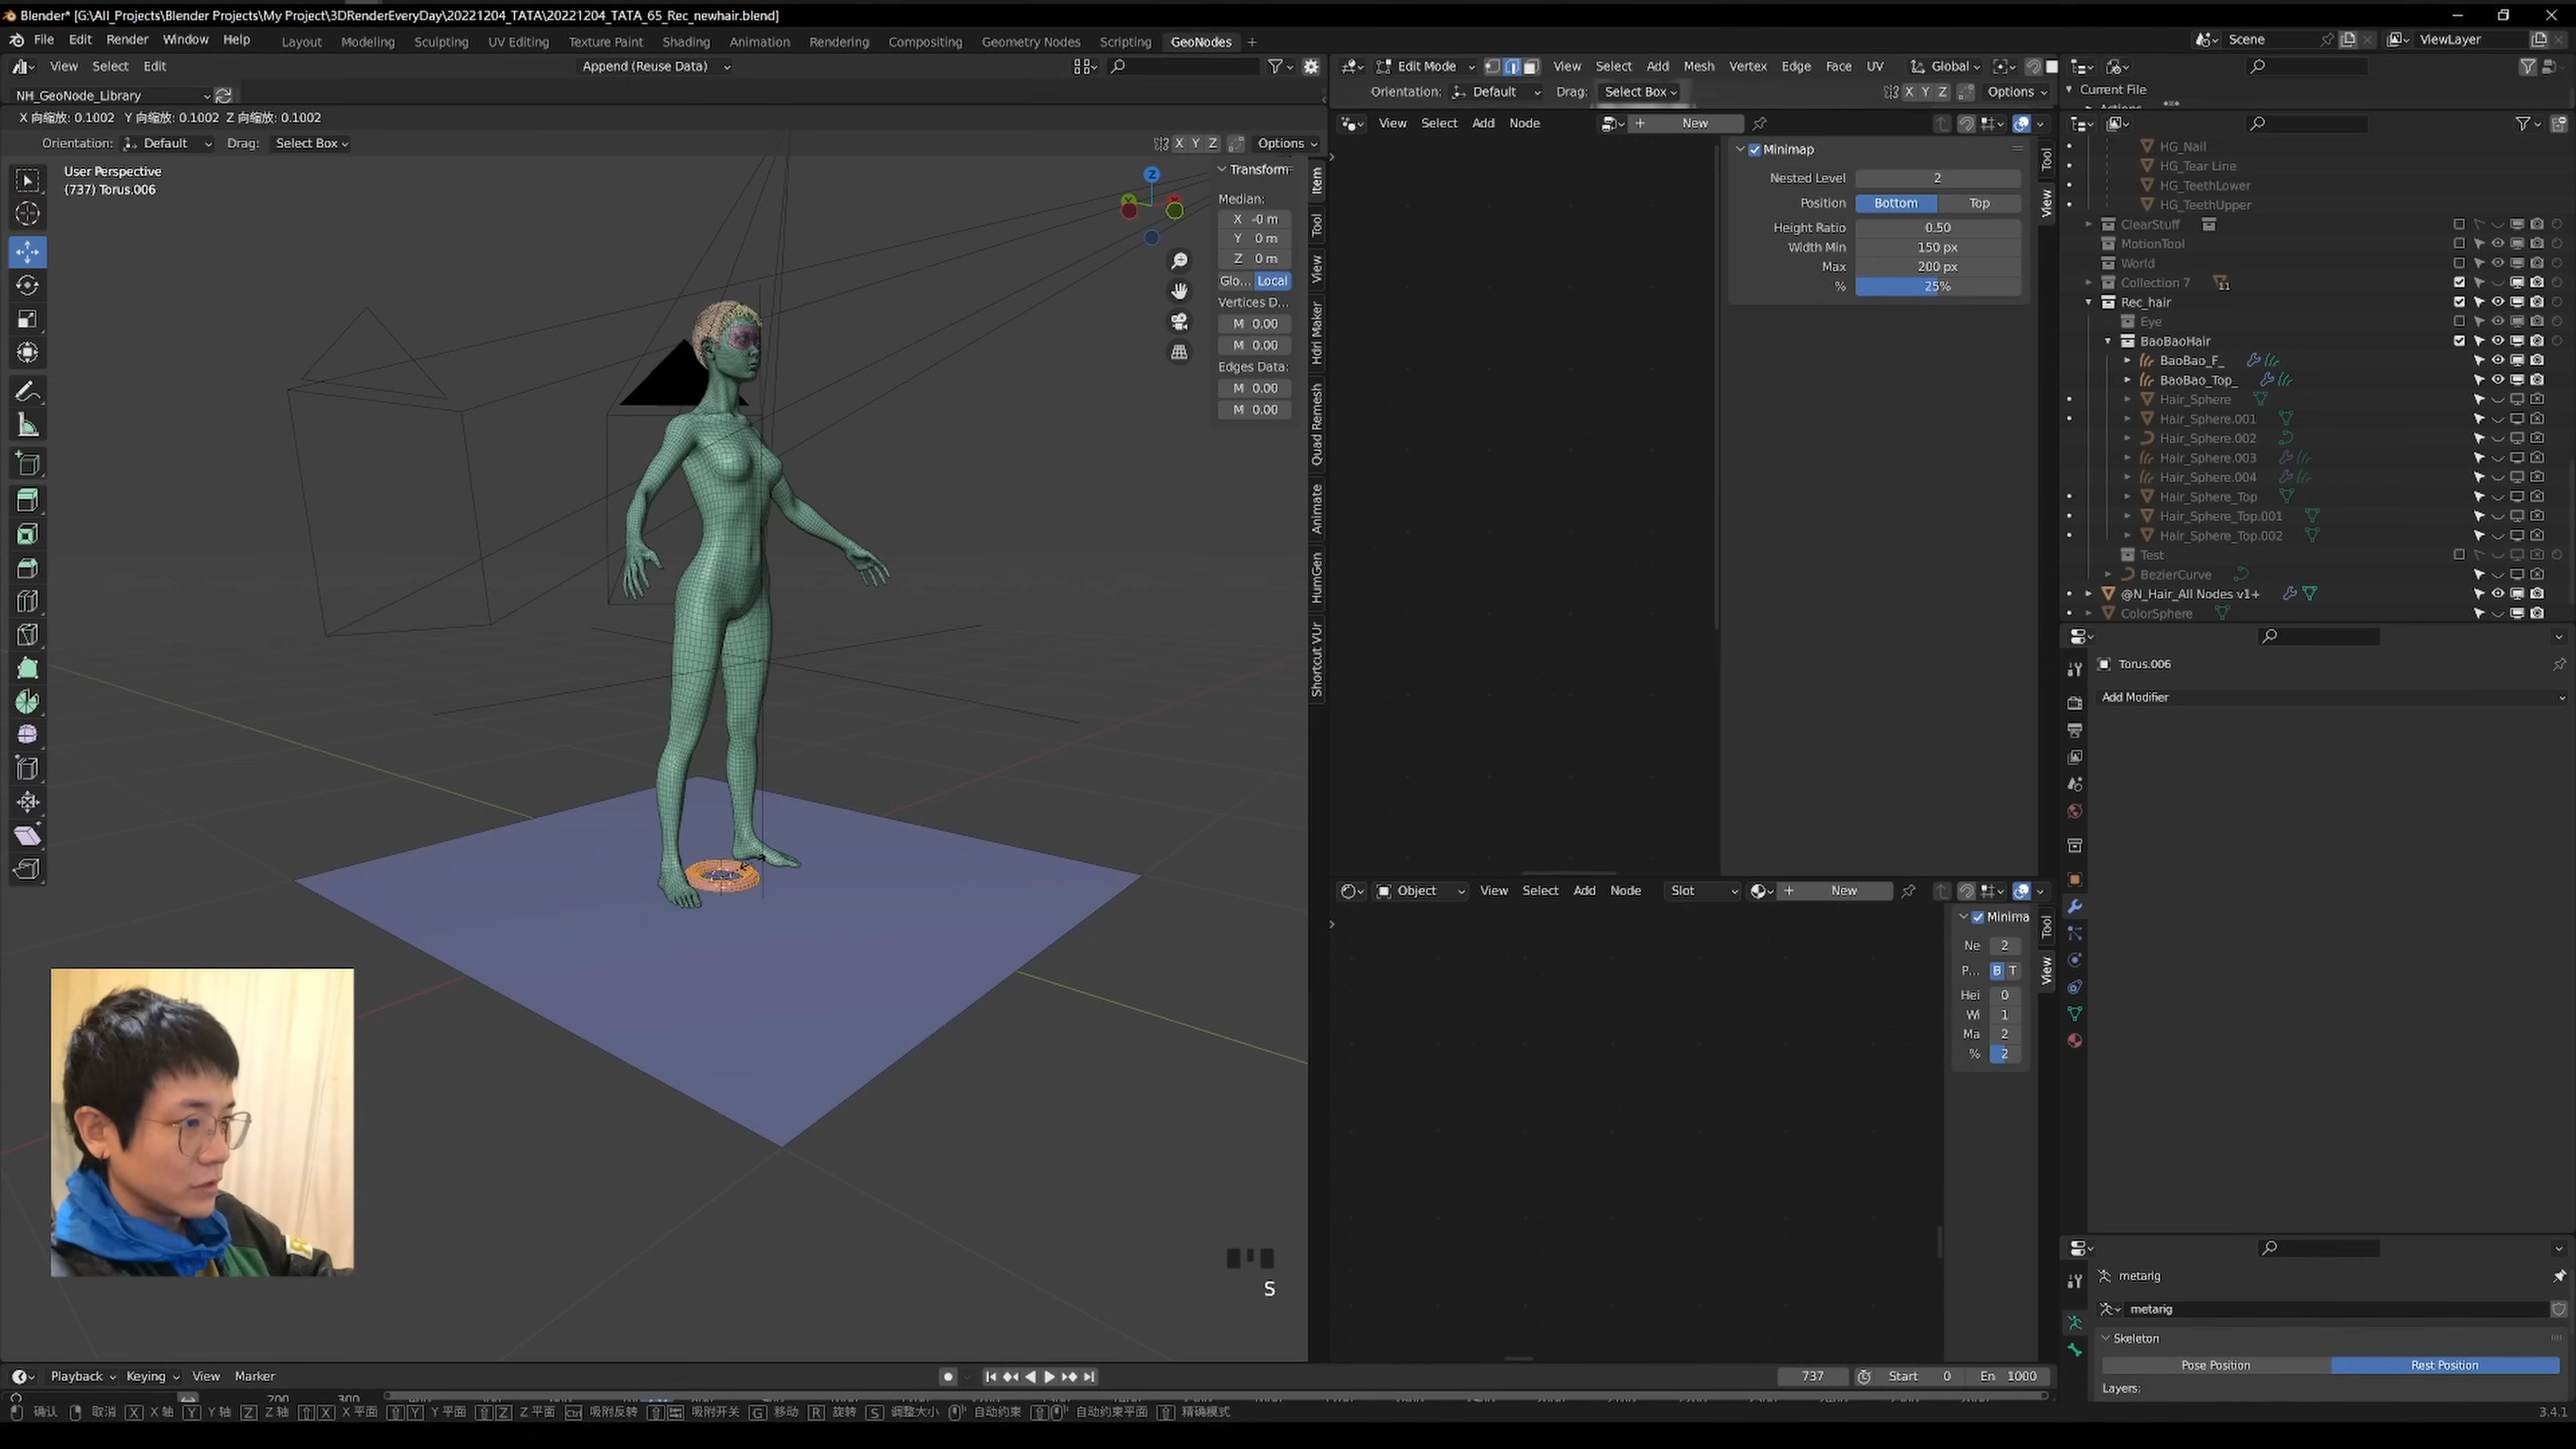 Blender* [G:\All_Projects\Blender Projects\My Project\3DRenderEveryDay\20221204_TATA\20221204_TATA_65_Rec_newhair.blend]
File Edit Render Window Help Layout Modeling Sculpting UV Editing Texture Paint Shading Animation Rendering Compositing Geometry Nodes Scripting GeoNodes + Scene ViewLayer
View Select Edit Append (Reuse Data)
Edit Mode View Select Add Mesh Vertex Edge Face UV Global
NH_GeoNode_Library
Orientation: Default Drag: Select Box X Y Z Options
Current File
X 向缩放: 0.1002 Y 向缩放: 0.1002 Z 向缩放: 0.1002
View Select Add Node New
Orientation: Default Drag: Select Box X Y Z Options
User Perspective
(737) Torus.006
Z
Transform
Median:
X -0 m
Y 0 m
Z 0 m
Glo... Local
Vertices D...
M 0.00
M 0.00
Edges Data:
M 0.00
M 0.00
Item
Tool
View
Hdri Maker
Quad Remesh
Animate
HumGen
Shortcut VUr
Minimap
Nested Level 2
Position Bottom Top
Height Ratio 0.50
Width Min 150 px
Max 200 px
% 25%
Tool
View
HG_Nail
HG_Tear Line
HG_TeethLower
HG_TeethUpper
ClearStuff
MotionTool
World
Collection 7 11
Rec_hair
Eye
BaoBaoHair
BaoBao_F_
BaoBao_Top_
Hair_Sphere
Hair_Sphere.001
Hair_Sphere.002
Hair_Sphere.003
Hair_Sphere.004
Hair_Sphere_Top
Hair_Sphere_Top.001
Hair_Sphere_Top.002
Test
BezierCurve
@N_Hair_All Nodes v1+
ColorSphere
Torus.006
Add Modifier
Object View Select Add Node Slot New
Minima
Ne 2
P... B T
Hei 0
Wi 1
Ma 2
% 2
Tool
View
S
metarig
metarig
Skeleton
Pose Position Rest Position
Layers:
Playback Keying View Marker 737 Start 0 En 1000
200 300
确认 取消 X X 轴 Y Y 轴 Z Z 轴 X X 平面 Y Y 平面 Z Z 平面 Ctrl 吸附反转 吸附开关 G 移动 R 旋转 S 调整大小 自动约束 自动约束平面 精确模式
3.4.1